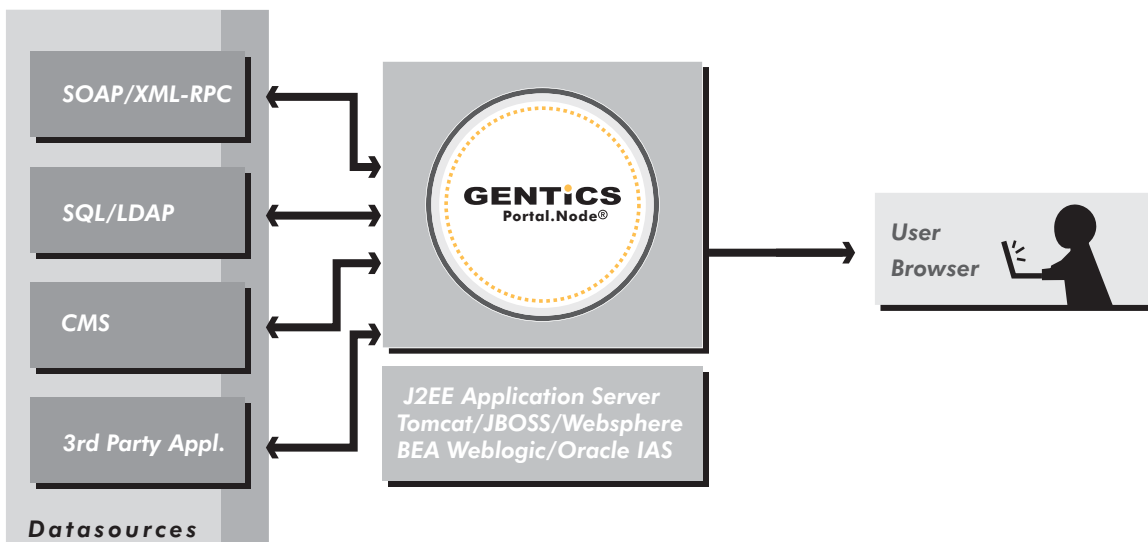 SOAP/XML-RPC
SQL/LDAP
CMS
3rd Party Appl.
Datasources
GENTiCS
Portal.Node®
J2EE Application Server
Tomcat/JBOSS/Websphere
BEA Weblogic/Oracle IAS
User
Browser